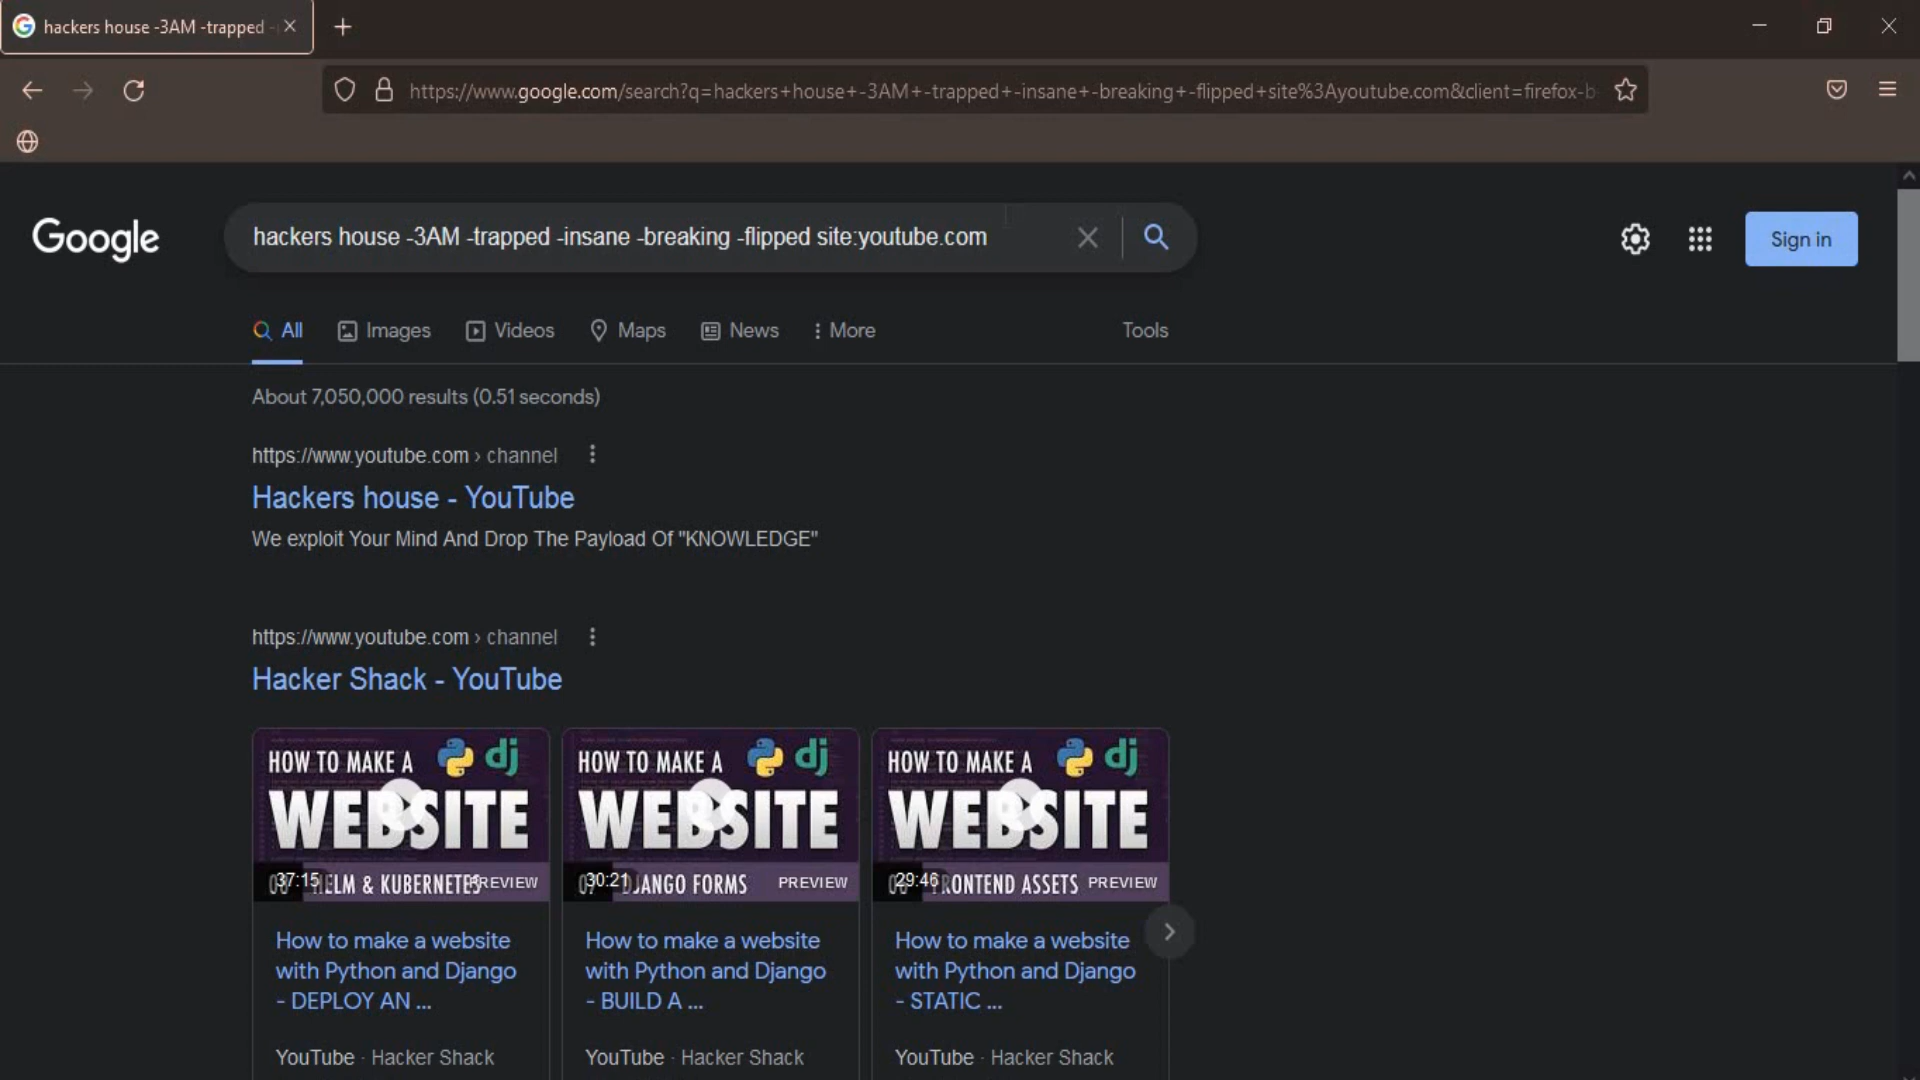 hackers house -3AM -trapped -
https://www.google.com/search?q=hackers+house+-3AM+-trapped+-insane+-breaking+-flipped+site%3Ayoutube.com&client=firefox-b
Google
hackers house -3AM -trapped -insane -breaking -flipped site:youtube.com
Sign in
All Images Videos Maps News More Tools
About 7,050,000 results (0.51 seconds)
https://www.youtube.com › channel
Hackers house - YouTube
We exploit Your Mind And Drop The Payload Of "KNOWLEDGE"
https://www.youtube.com › channel
Hacker Shack - YouTube
HOW TO MAKE A dj
WEBSITE
37:15 HELM & KUBERNETES PREVIEW
How to make a website
with Python and Django
- DEPLOY AN ...
YouTube · Hacker Shack
HOW TO MAKE A dj
WEBSITE
30:21 DJANGO FORMS PREVIEW
How to make a website
with Python and Django
- BUILD A ...
YouTube · Hacker Shack
HOW TO MAKE A dj
WEBSITE
29:46 FRONTEND ASSETS PREVIEW
How to make a website
with Python and Django
- STATIC ...
YouTube · Hacker Shack